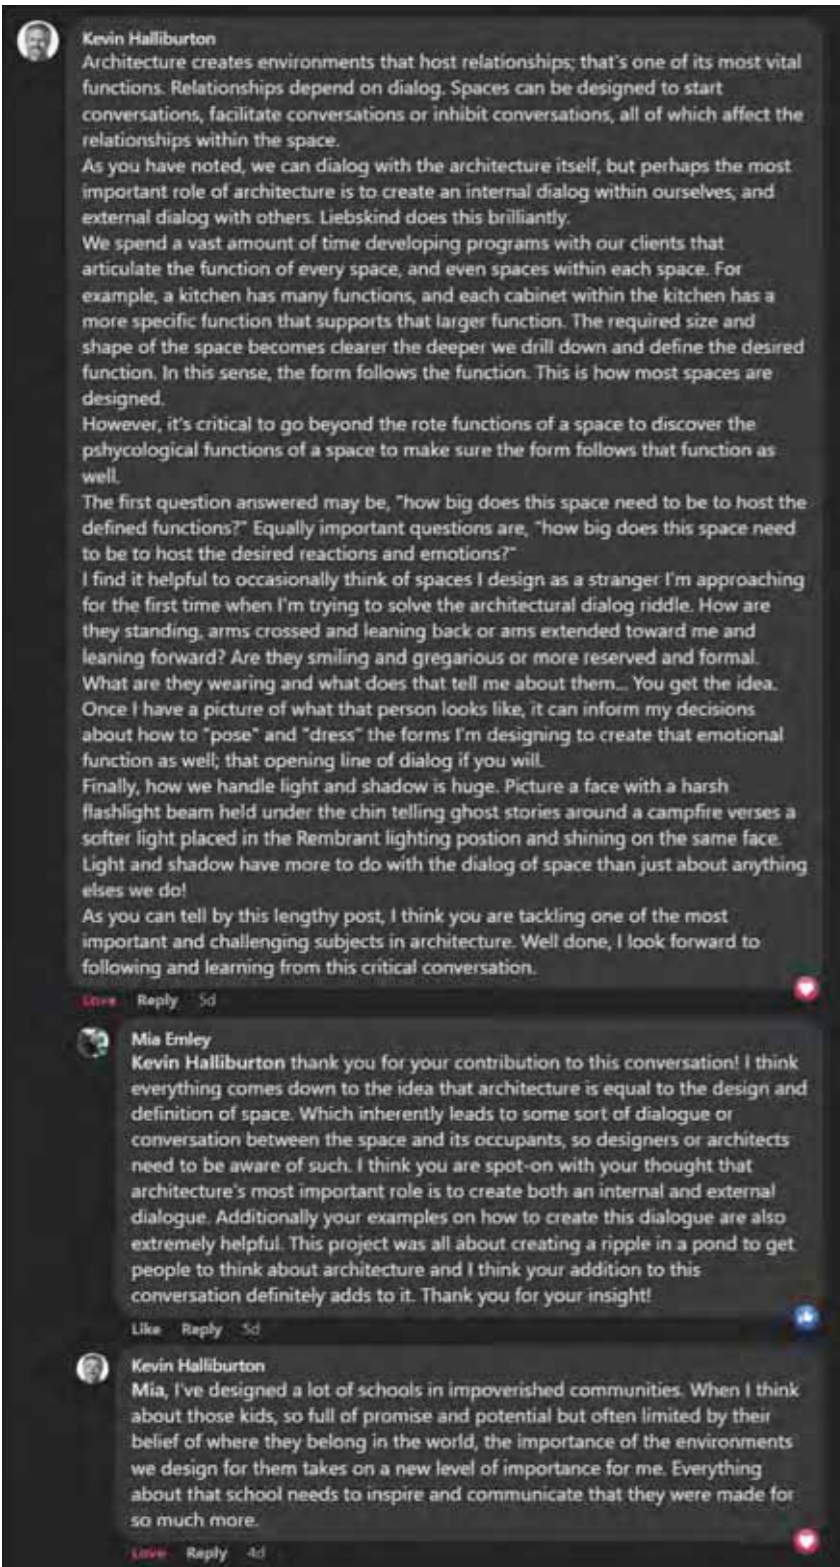 Kevin Halliburton
Architecture creates environments that host relationships; that's one of its most vital
functions. Relationships depend on dialog. Spaces can be designed to start
conversations, facilitate conversations or inhibit conversations, all of which affect the
relationships within the space.
As you have noted, we can dialog with the architecture itself, but perhaps the most
important role of architecture is to create an internal dialog within ourselves, and
external dialog with others. Liebskind does this brilliantly.
We spend a vast amount of time developing programs with our clients that
articulate the function of every space, and even spaces within each space. For
example, a kitchen has many functions, and each cabinet within the kitchen has a
more specific function that supports that larger function. The required size and
shape of the space becomes clearer the deeper we drill down and define the desired
function. In this sense, the form follows the function. This is how most spaces are
designed.
However, it's critical to go beyond the rote functions of a space to discover the
pshycological functions of a space to make sure the form follows that function as
well.
The first question answered may be, "how big does this space need to be to host the
defined functions?" Equally important questions are, "how big does this space need
to be to host the desired reactions and emotions?"
I find it helpful to occasionally think of spaces I design as a stranger I'm approaching
for the first time when I'm trying to solve the architectural dialog riddle. How are
they standing, arms crossed and leaning back or ams extended toward me and
leaning forward? Are they smiling and gregarious or more reserved and formal.
What are they wearing and what does that tell me about them... You get the idea.
Once I have a picture of what that person looks like, it can inform my decisions
about how to "pose" and "dress" the forms I'm designing to create that emotional
function as well; that opening line of dialog if you will.
Finally, how we handle light and shadow is huge. Picture a face with a harsh
flashlight beam held under the chin telling ghost stories around a campfire verses a
softer light placed in the Rembrant lighting postion and shining on the same face.
Light and shadow have more to do with the dialog of space than just about anything
elses we do!
As you can tell by this lengthy post, I think you are tackling one of the most
important and challenging subjects in architecture. Well done, I look forward to
following and learning from this critical conversation.
Love Reply 5d
Mia Emley
Kevin Halliburton thank you for your contribution to this conversation! I think
everything comes down to the idea that architecture is equal to the design and
definition of space. Which inherently leads to some sort of dialogue or
conversation between the space and its occupants, so designers or architects
need to be aware of such. I think you are spot-on with your thought that
architecture's most important role is to create both an internal and external
dialogue. Additionally your examples on how to create this dialogue are also
extremely helpful. This project was all about creating a ripple in a pond to get
people to think about architecture and I think your addition to this
conversation definitely adds to it. Thank you for your insight!
Like Reply 5d
Kevin Halliburton
Mia, I've designed a lot of schools in impoverished communities. When I think
about those kids, so full of promise and potential but often limited by their
belief of where they belong in the world, the importance of the environments
we design for them takes on a new level of importance for me. Everything
about that school needs to inspire and communicate that they were made for
so much more.
Love Reply 4d